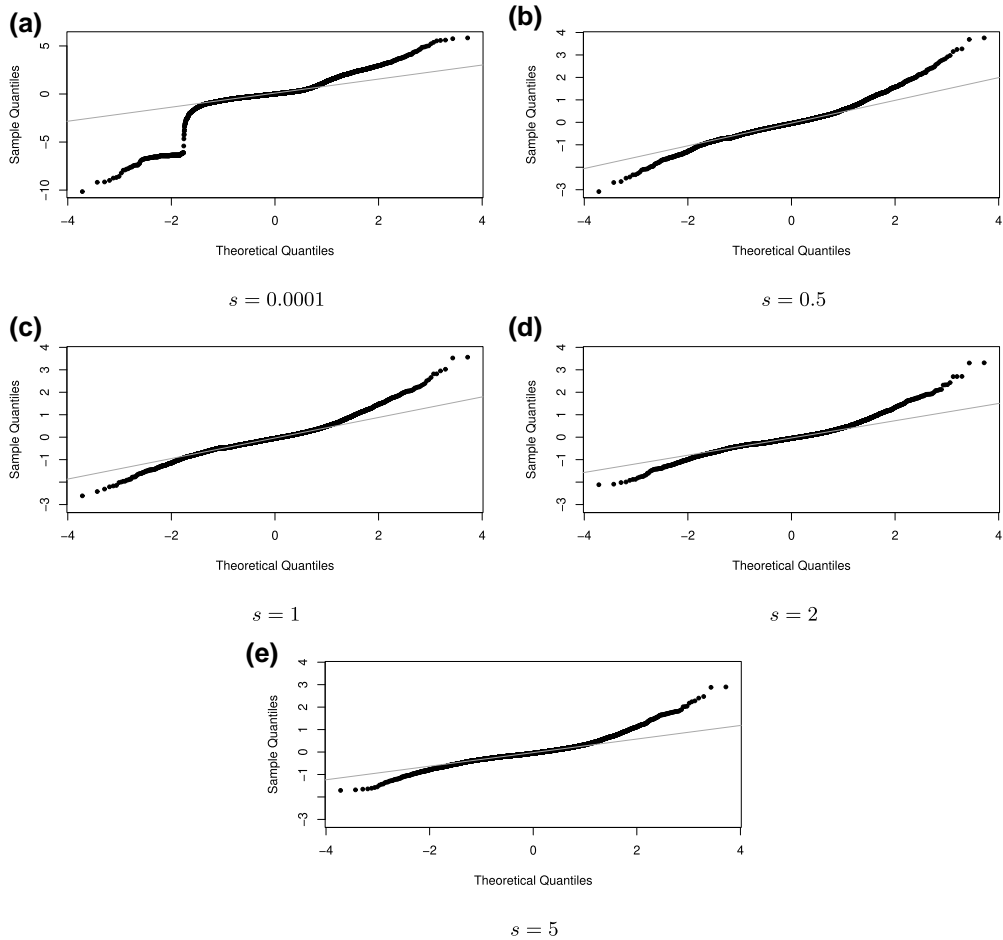 (a)
5
0
−5
−10
Sample Quantiles
−4 −2 0 2 4
Theoretical Quantiles
s = 0.0001
(b)
4
3
2
1
0
−1
−3
Sample Quantiles
−4 −2 0 2 4
Theoretical Quantiles
s = 0.5
(c)
4
3
2
1
0
−1
−3
Sample Quantiles
−4 −2 0 2 4
Theoretical Quantiles
s = 1
(d)
4
3
2
1
0
−1
−3
Sample Quantiles
−4 −2 0 2 4
Theoretical Quantiles
s = 2
(e)
4
3
2
1
0
−1
−3
Sample Quantiles
−4 −2 0 2 4
Theoretical Quantiles
s = 5